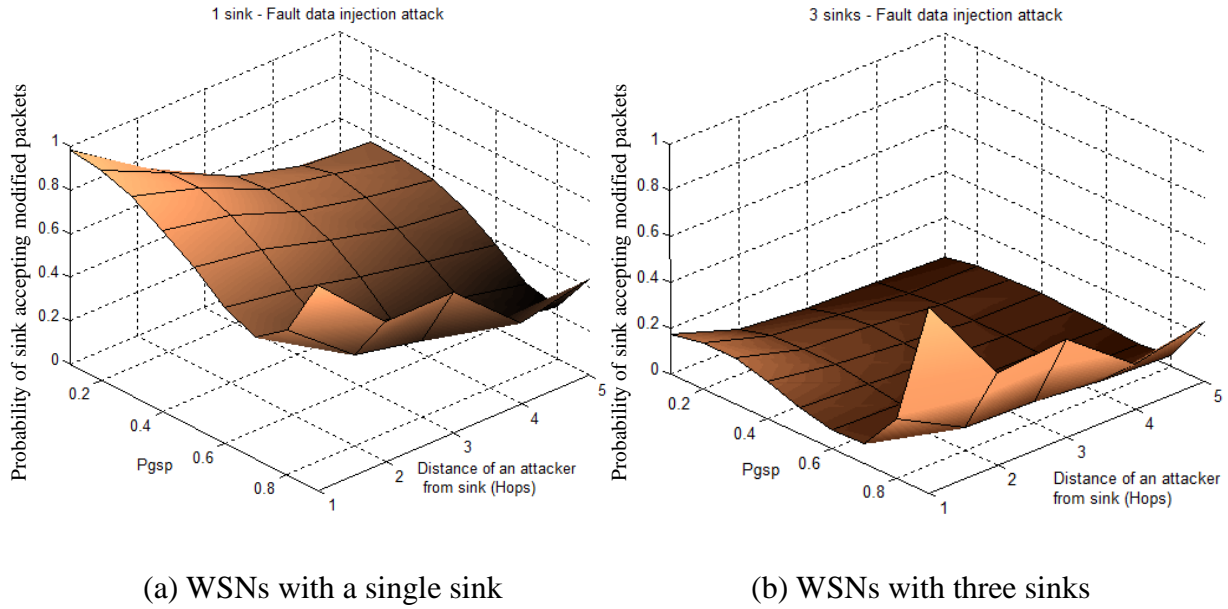 1 sink - Fault data injection attack
Probability of sink accepting modified packets
1
0.8
0.6
0.4
0.2
0
0.2
0.4
0.6
0.8
Pgsp
1
2
3
4
5
Distance of an attacker
from sink (Hops)
(a) WSNs with a single sink
3 sinks - Fault data injection attack
Probability of sink accepting modified packets
1
0.8
0.6
0.4
0.2
0
0.2
0.4
0.6
0.8
Pgsp
1
2
3
4
5
Distance of an attacker
from sink (Hops)
(b) WSNs with three sinks